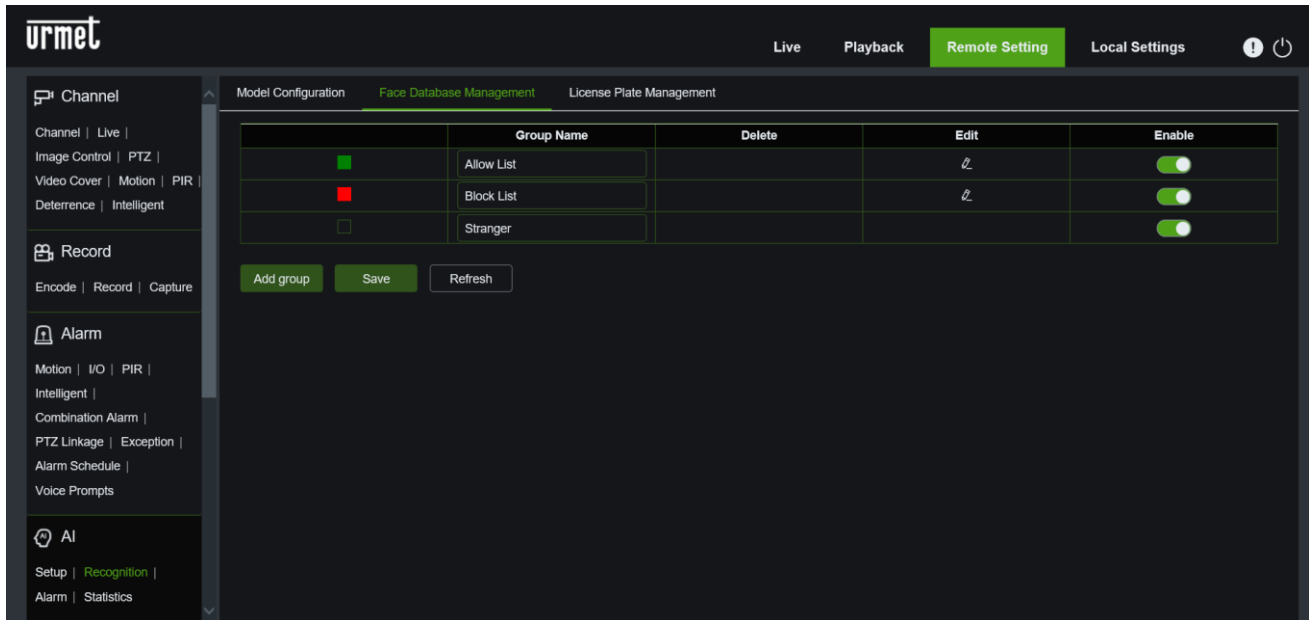 urmet
Live Playback Remote Setting Local Settings
Channel
Channel | Live |
Image Control | PTZ |
Video Cover | Motion | PIR |
Deterrence | Intelligent
Record
Encode | Record | Capture
Alarm
Motion | I/O | PIR |
Intelligent |
Combination Alarm |
PTZ Linkage | Exception |
Alarm Schedule |
Voice Prompts
AI
Setup | Recognition |
Alarm | Statistics
Model Configuration Face Database Management License Plate Management
Group Name Delete Edit Enable
Allow List
Block List
Stranger
Add group Save Refresh